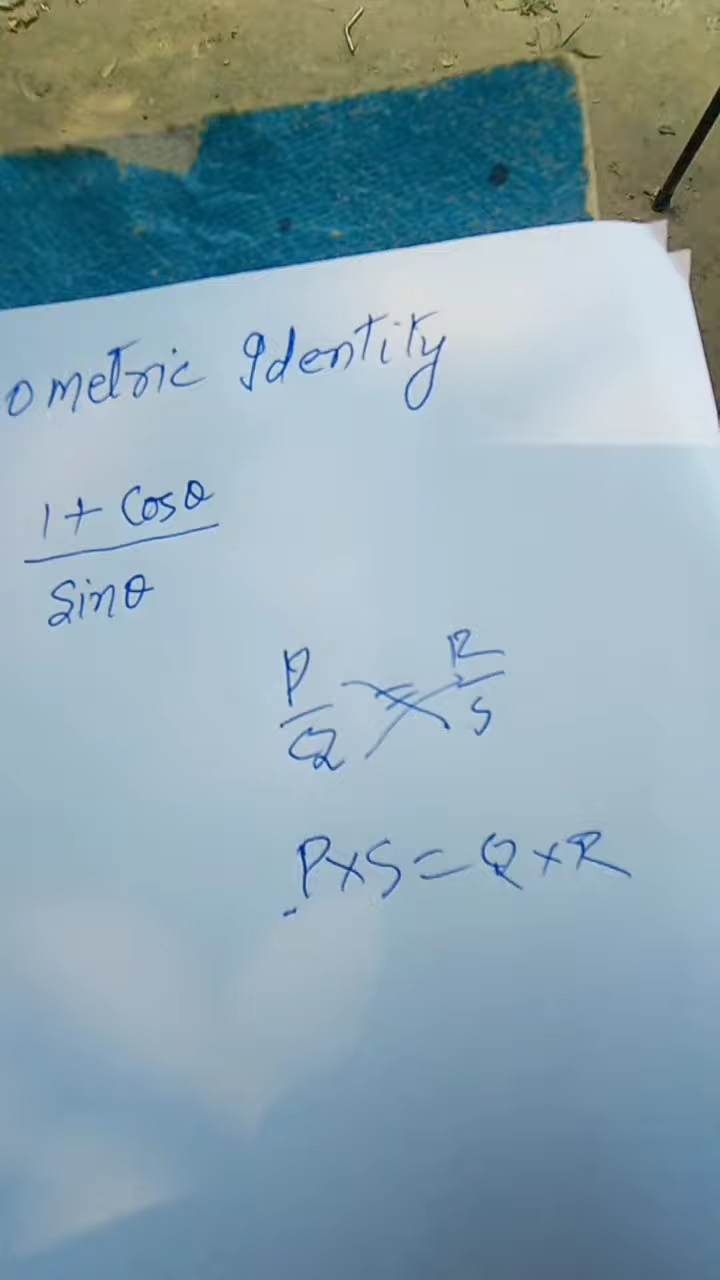 ometric Identity
1 + Cosθ
Sinθ
P = R
Q S
P×S = Q×R